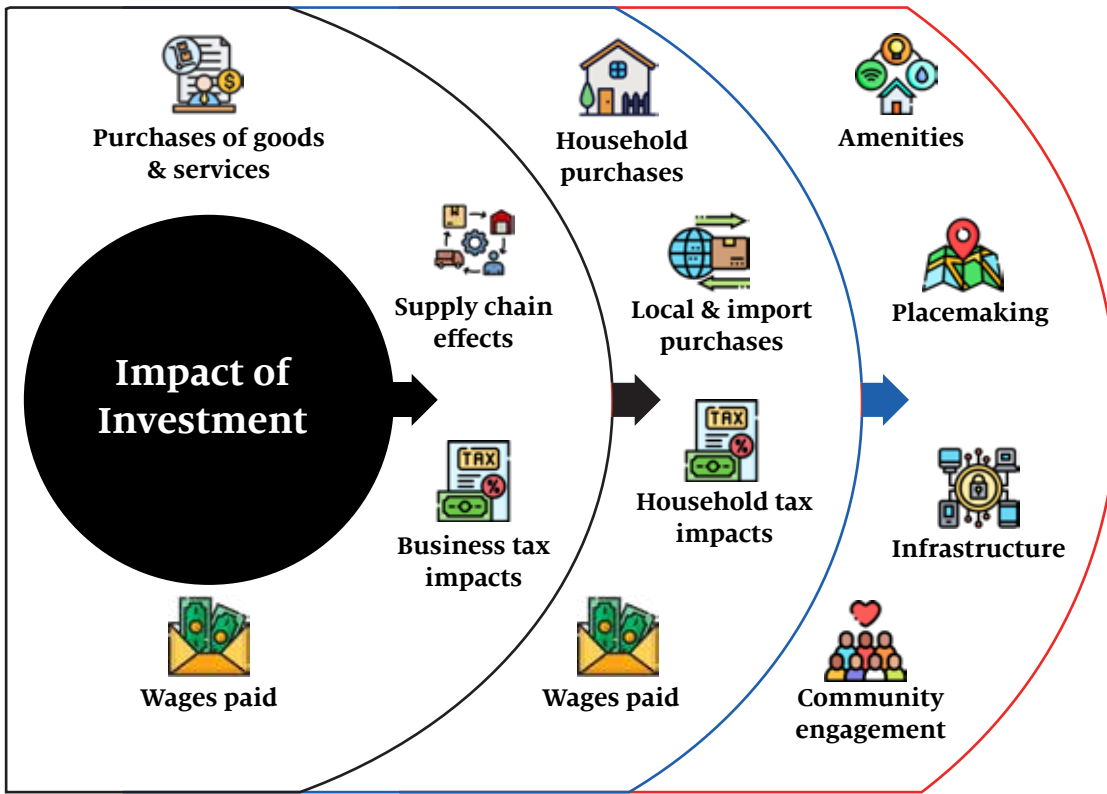 Purchases of goods
& services
Impact of
Investment
Supply chain
effects
TAX
%
Business tax
impacts
Wages paid
Household
purchases
Local & import
purchases
TAX
%
Household tax
impacts
Wages paid
Amenities
Placemaking
Infrastructure
Community
engagement